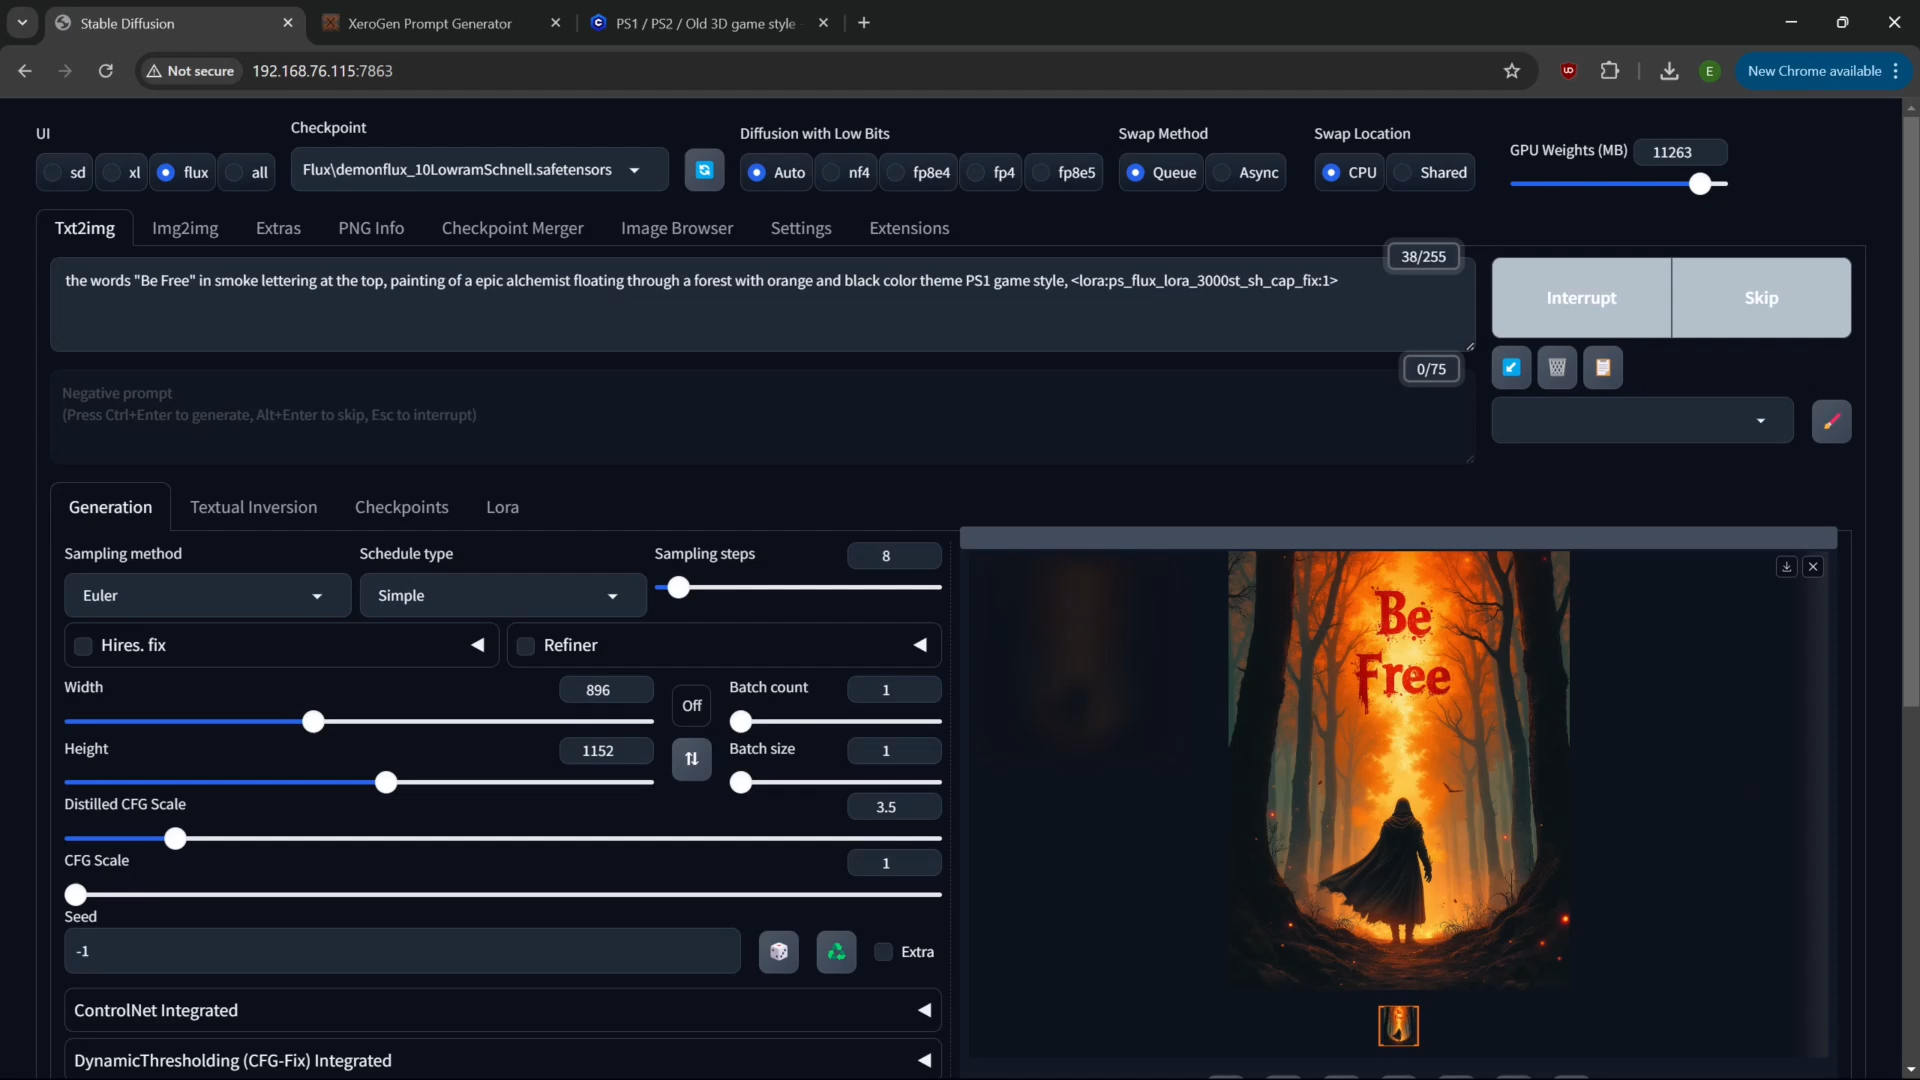 Stable Diffusion
XeroGen Prompt Generator
PS1 / PS2 / Old 3D game style
Not secure
192.168.76.115:7863
E
New Chrome available
UI
sd
xl
flux
all
Checkpoint
Flux\demonflux_10LowramSchnell.safetensors
Diffusion with Low Bits
Auto
nf4
fp8e4
fp4
fp8e5
Swap Method
Queue
Async
Swap Location
CPU
Shared
GPU Weights (MB)
11263
Txt2img
Img2img
Extras
PNG Info
Checkpoint Merger
Image Browser
Settings
Extensions
38/255
the words "Be Free" in smoke lettering at the top, painting of a epic alchemist floating through a forest with orange and black color theme PS1 game style, <lora:ps_flux_lora_3000st_sh_cap_fix:1>
Interrupt
Skip
0/75
Negative prompt
(Press Ctrl+Enter to generate, Alt+Enter to skip, Esc to interrupt)
Generation
Textual Inversion
Checkpoints
Lora
Sampling method
Euler
Schedule type
Simple
Sampling steps
8
Hires. fix
Refiner
Width
896
Off
Batch count
1
Height
1152
Batch size
1
Distilled CFG Scale
3.5
CFG Scale
1
Seed
-1
Extra
ControlNet Integrated
DynamicThresholding (CFG-Fix) Integrated
Be
Free